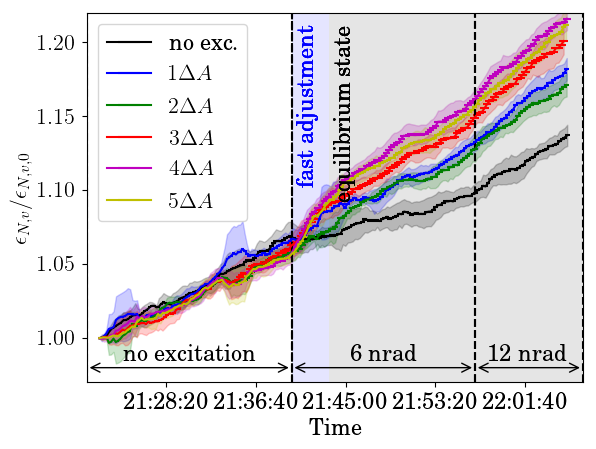 no exc.
1ΔA
2ΔA
3ΔA
4ΔA
5ΔA
fast adjustment
equilibrium state
1.20
1.15
1.10
1.05
1.00
ϵN,v/ϵN,v,0
no excitation
6 nrad
12 nrad
21:28:20 21:36:40 21:45:00 21:53:20 22:01:40
Time